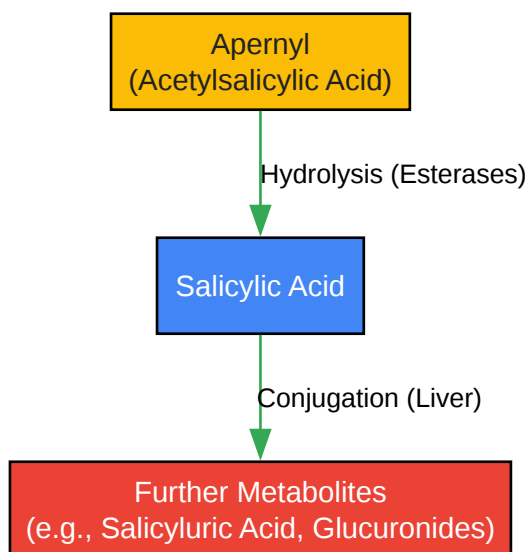 Apernyl
(Acetylsalicylic Acid)
Hydrolysis (Esterases)
Salicylic Acid
Conjugation (Liver)
Further Metabolites
(e.g., Salicyluric Acid, Glucuronides)